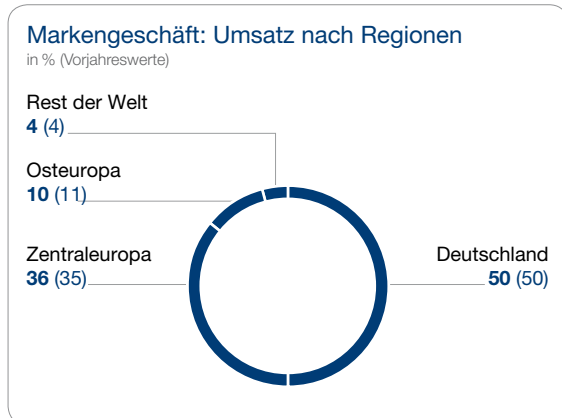 Markengeschäft: Umsatz nach Regionen
in % (Vorjahreswerte)
Rest der Welt
4 (4)
Osteuropa
10 (11)
Zentraleuropa
36 (35)
Deutschland
50 (50)